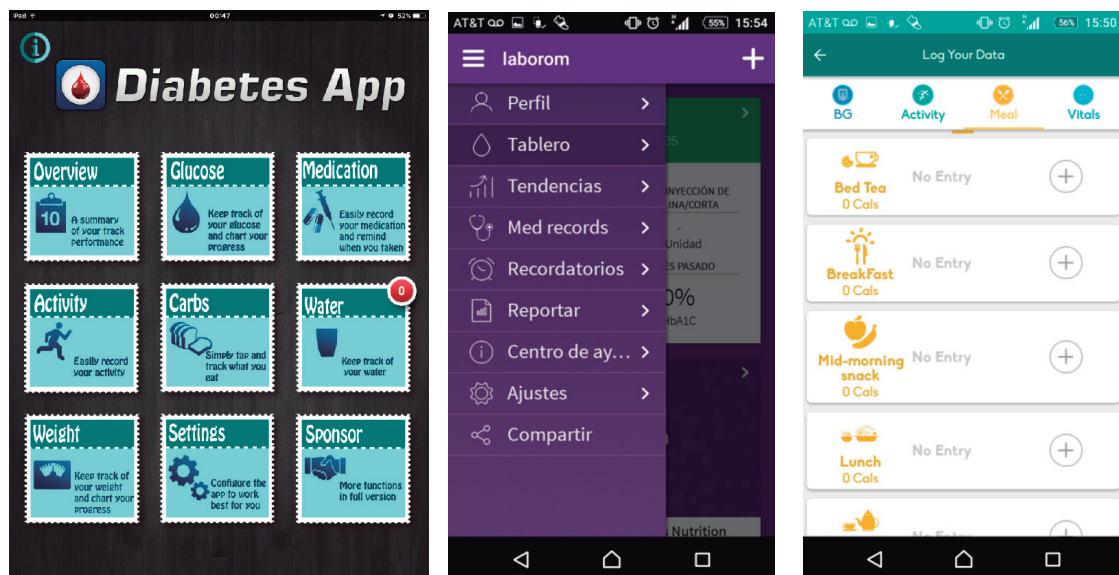 iPad
00:47
52%
i
Diabetes App
Overview
10
A summary
of your track
performance
Glucose
Keep track of
your glucose
and chart your
progress
Medication
Easily record
your medication
and remind
when you taken
Activity
Easily record
your activity
Carbs
Simply tap and
track what you
eat
Water
0
Keep track of
your water
Weight
Keep track of
your weight
and chart your
progress
Settings
Configure the
app to work
best for you
Sponsor
More functions
in full version
AT&T
55% 15:54
laborom
Perfil
Tablero
Tendencias
Med records
Recordatorios
Reportar
Centro de ay...
Ajustes
Compartir
INYECCIÓN DE
LINA/CORTA
-
Unidad
ES PASADO
0%
HbA1C
Nutrition
AT&T
56% 15:50
Log Your Data
BG
Activity
Meal
Vitals
Bed Tea
0 Cals
No Entry
BreakFast
0 Cals
No Entry
Mid-morning
snack
0 Cals
No Entry
Lunch
0 Cals
No Entry